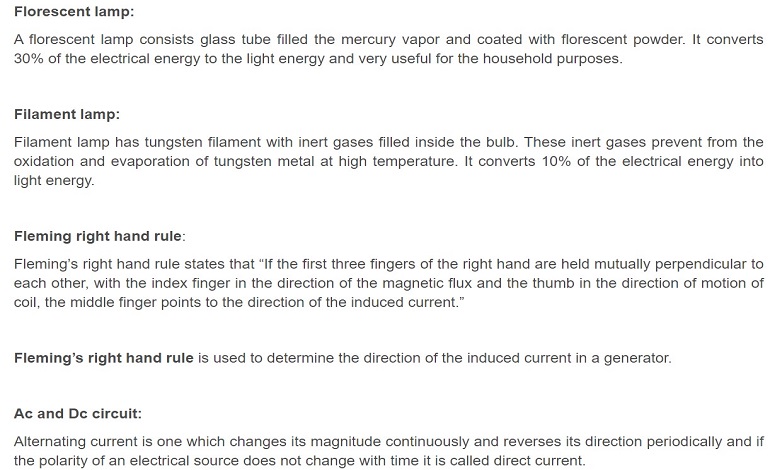 Florescent lamp:
A florescent lamp consists glass tube filled the mercury vapor and coated with florescent powder. It converts
30% of the electrical energy to the light energy and very useful for the household purposes.
Filament lamp:
Filament lamp has tungsten filament with inert gases filled inside the bulb. These inert gases prevent from the
oxidation and evaporation of tungsten metal at high temperature. It converts 10% of the electrical energy into
light energy.
Fleming right hand rule:
Fleming’s right hand rule states that “If the first three fingers of the right hand are held mutually perpendicular to
each other, with the index finger in the direction of the magnetic flux and the thumb in the direction of motion of
coil, the middle finger points to the direction of the induced current.”
Fleming’s right hand rule is used to determine the direction of the induced current in a generator.
Ac and Dc circuit:
Alternating current is one which changes its magnitude continuously and reverses its direction periodically and if
the polarity of an electrical source does not change with time it is called direct current.